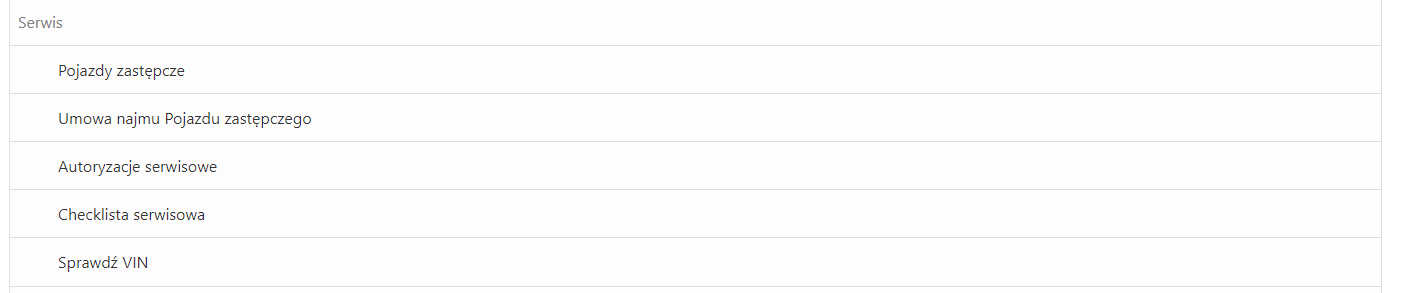 Serwis
Pojazdy zastępcze
Umowa najmu Pojazdu zastępczego
Autoryzacje serwisowe
Checklista serwisowa
Sprawdź VIN